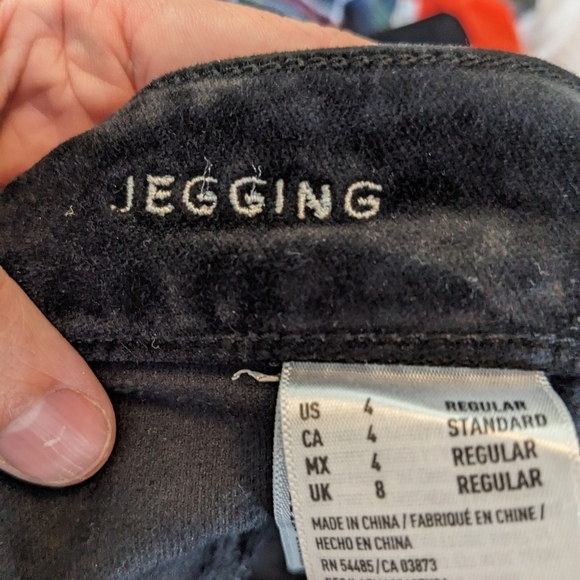 JEGGING
US 4 REGULAR
CA 4 STANDARD
MX 4 REGULAR
UK 8 REGULAR
MADE IN CHINA / FABRIQUÉ EN CHINE /
HECHO EN CHINA
RN 54485/CA 03873